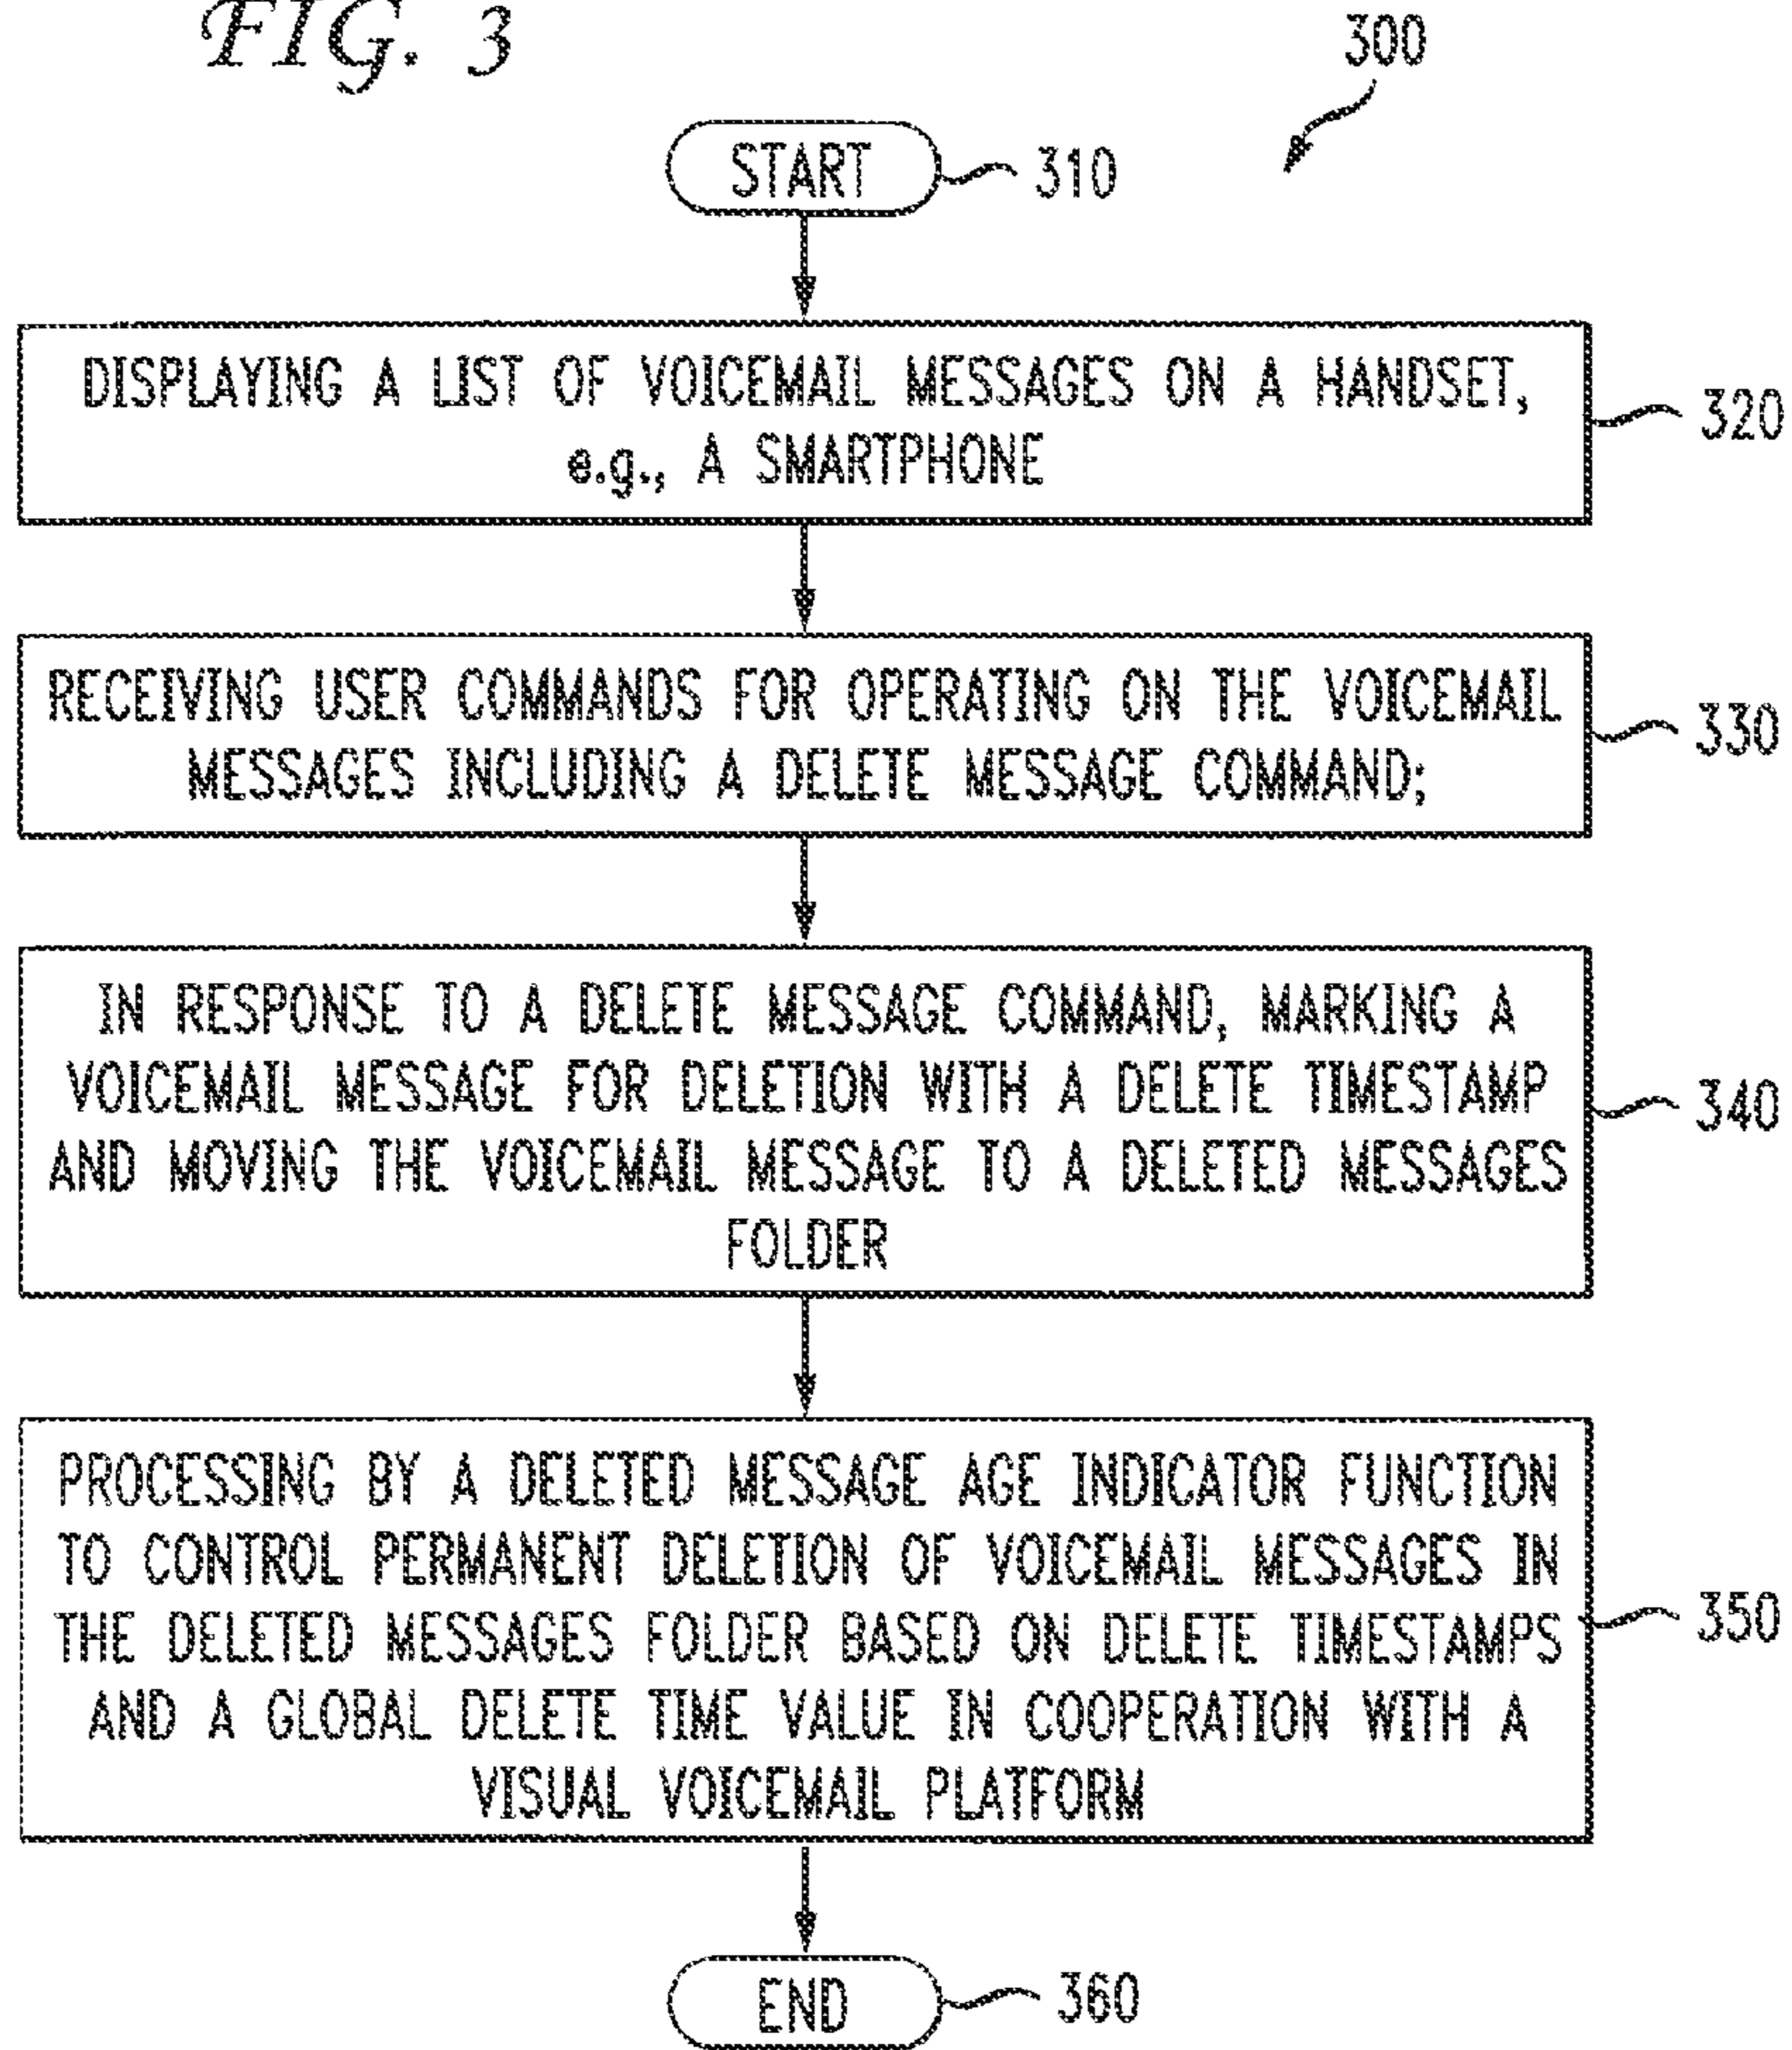 FIG. 3
300
START
310
DISPLAYING A LIST OF VOICEMAIL MESSAGES ON A HANDSET,
e.g., A SMARTPHONE
320
RECEIVING USER COMMANDS FOR OPERATING ON THE VOICEMAIL
MESSAGES INCLUDING A DELETE MESSAGE COMMAND;
330
IN RESPONSE TO A DELETE MESSAGE COMMAND, MARKING A
VOICEMAIL MESSAGE FOR DELETION WITH A DELETE TIMESTAMP
AND MOVING THE VOICEMAIL MESSAGE TO A DELETED MESSAGES
FOLDER
340
PROCESSING BY A DELETED MESSAGE AGE INDICATOR FUNCTION
TO CONTROL PERMANENT DELETION OF VOICEMAIL MESSAGES IN
THE DELETED MESSAGES FOLDER BASED ON DELETE TIMESTAMPS
AND A GLOBAL DELETE TIME VALUE IN COOPERATION WITH A
VISUAL VOICEMAIL PLATFORM
350
END
360